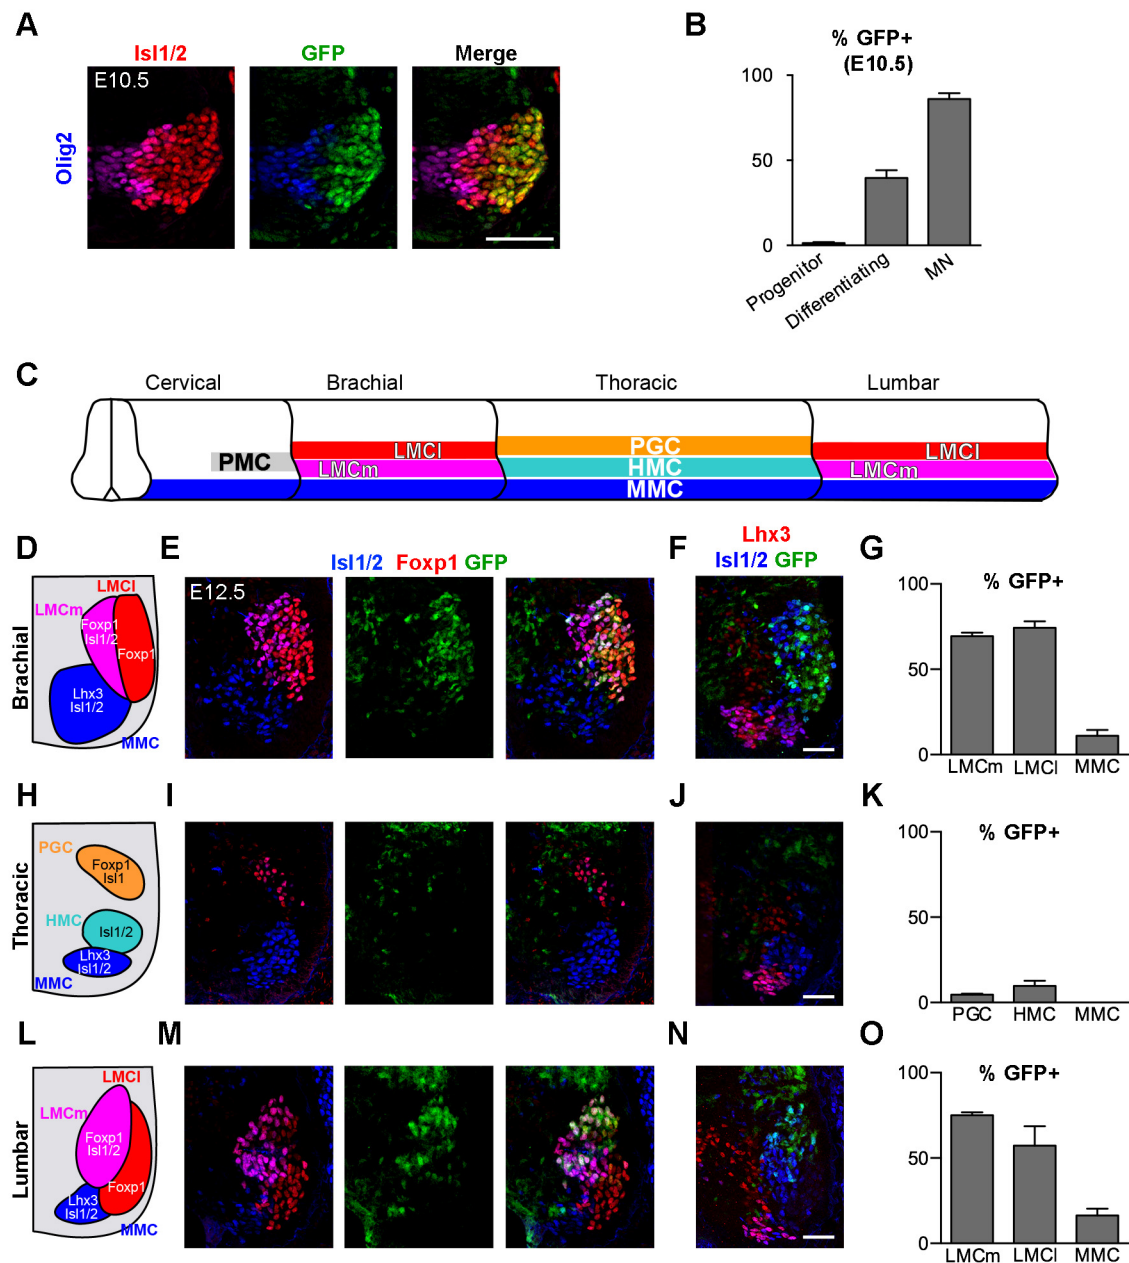 A
Isl1/2 GFP Merge
E10.5
Olig2
B
% GFP+
(E10.5)
100
50
0
Progenitor
Differentiating
MN
C
Cervical Brachial Thoracic Lumbar
PMC
LMCl
LMCm
PGC
HMC
MMC
LMCl
LMCm
D
Brachial
LMCl
LMCm
Foxp1
Isl1/2
Foxp1
Lhx3
Isl1/2
MMC
E
Isl1/2 Foxp1 GFP
E12.5
F
Lhx3
Isl1/2 GFP
G
% GFP+
100
50
0
LMCm LMCl MMC
H
Thoracic
PGC
Foxp1
Isl1
HMC
Isl1/2
Lhx3
Isl1/2
MMC
I
J
K
% GFP+
100
50
0
PGC HMC MMC
L
Lumbar
LMCl
LMCm
Foxp1
Isl1/2
Foxp1
Lhx3
Isl1/2
MMC
M
N
O
% GFP+
100
50
0
LMCm LMCl MMC